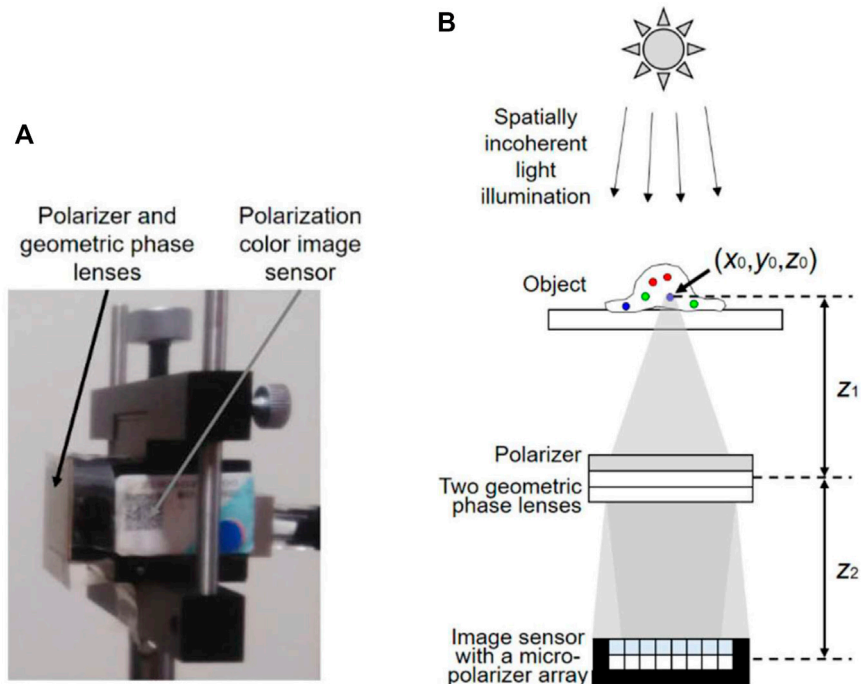 A
Polarizer and
geometric phase
lenses
Polarization
color image
sensor
B
Spatially
incoherent
light
illumination
Object
(x0,y0,z0)
z1
Polarizer
Two geometric
phase lenses
z2
Image sensor
with a micro-
polarizer array